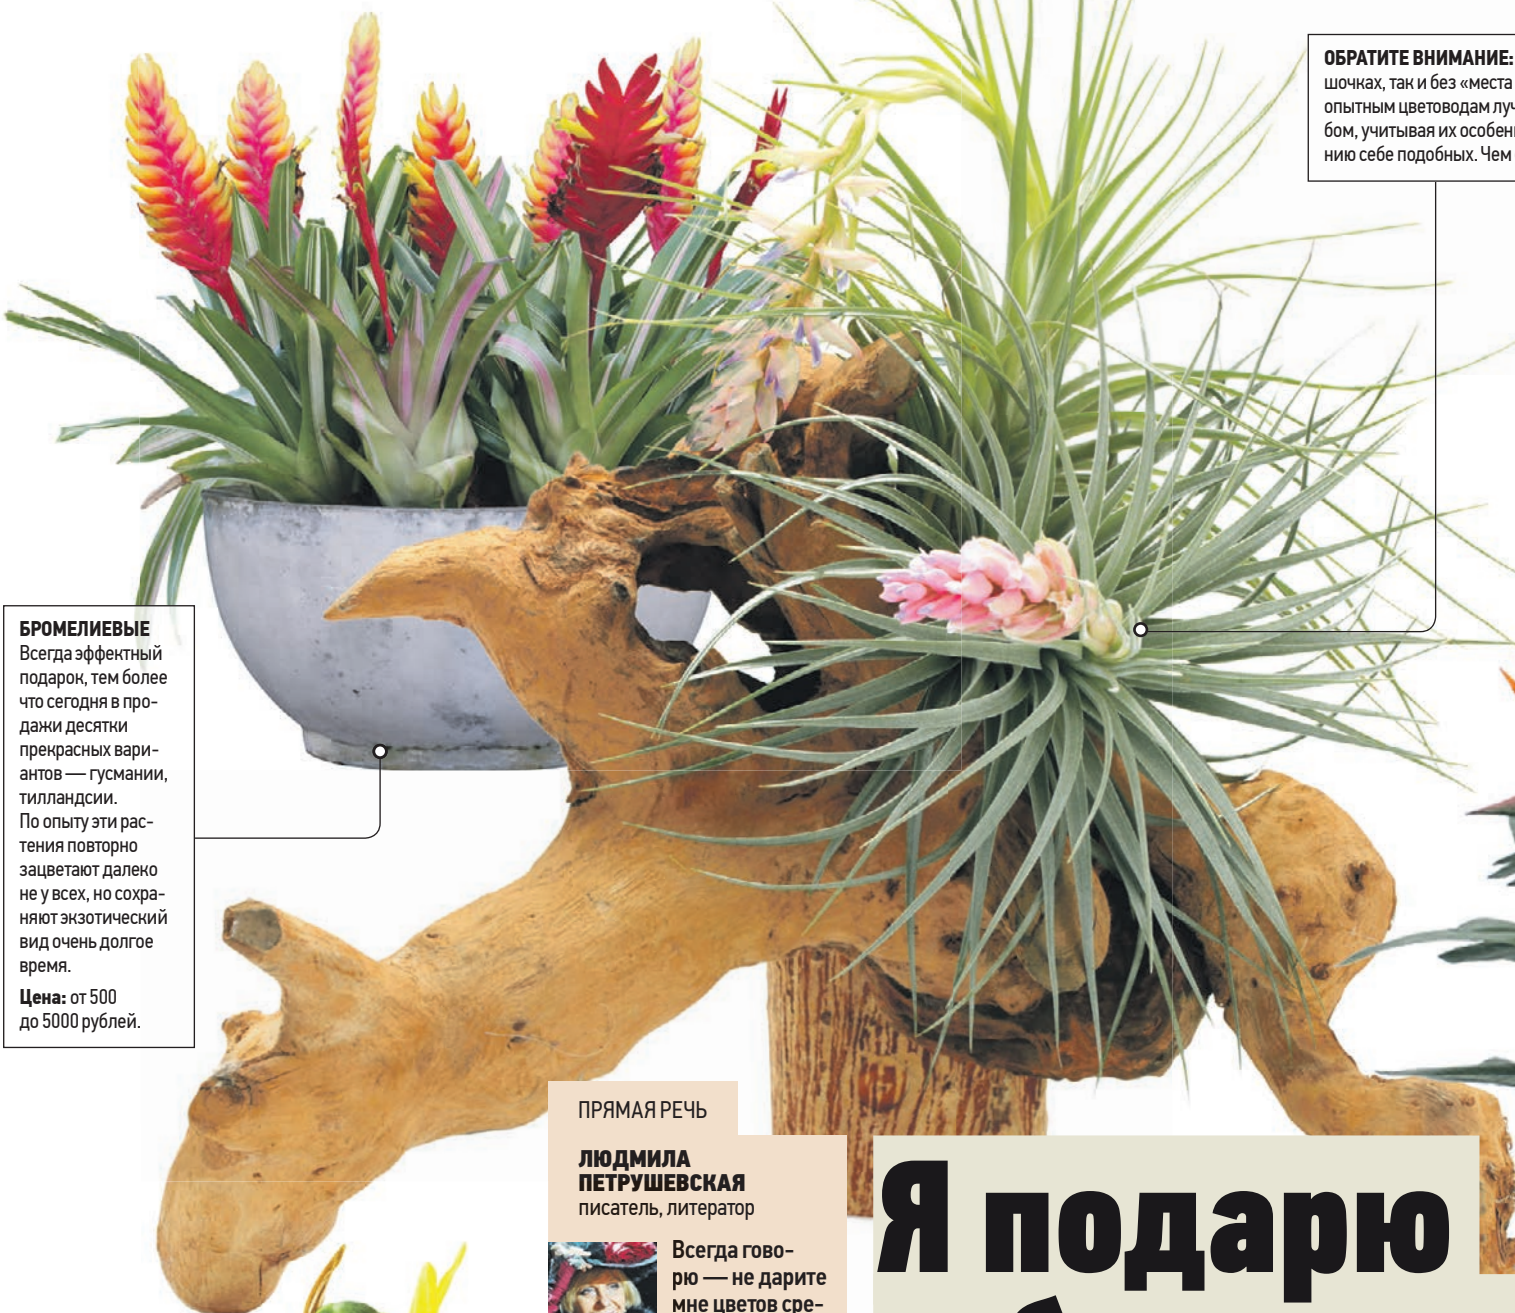 ОБРАТИТЕ ВНИМАНИЕ:
шочках, так и без «места
опытным цветоводам
бом, учитывая их
нию себе подобных. Чем
БРОМЕЛИЕВЫЕ
Всегда эффектный
подарок, тем более
что сегодня в про-
дажи десятки
прекрасных вари-
антов — гусмании,
тилландсии.
По опыту эти рас-
тения повторно
зацветают далеко
не у всех, но сохра-
няют экзотический
вид очень долгое
время.
Цена: от 500
до 5000 рублей.
ПРЯМАЯ РЕЧЬ
ЛЮДМИЛА
ПЕТРУШЕВСКАЯ
писатель, литератор
Всегда гово-
рю — не дарите
мне цветов сре-
Я подарю